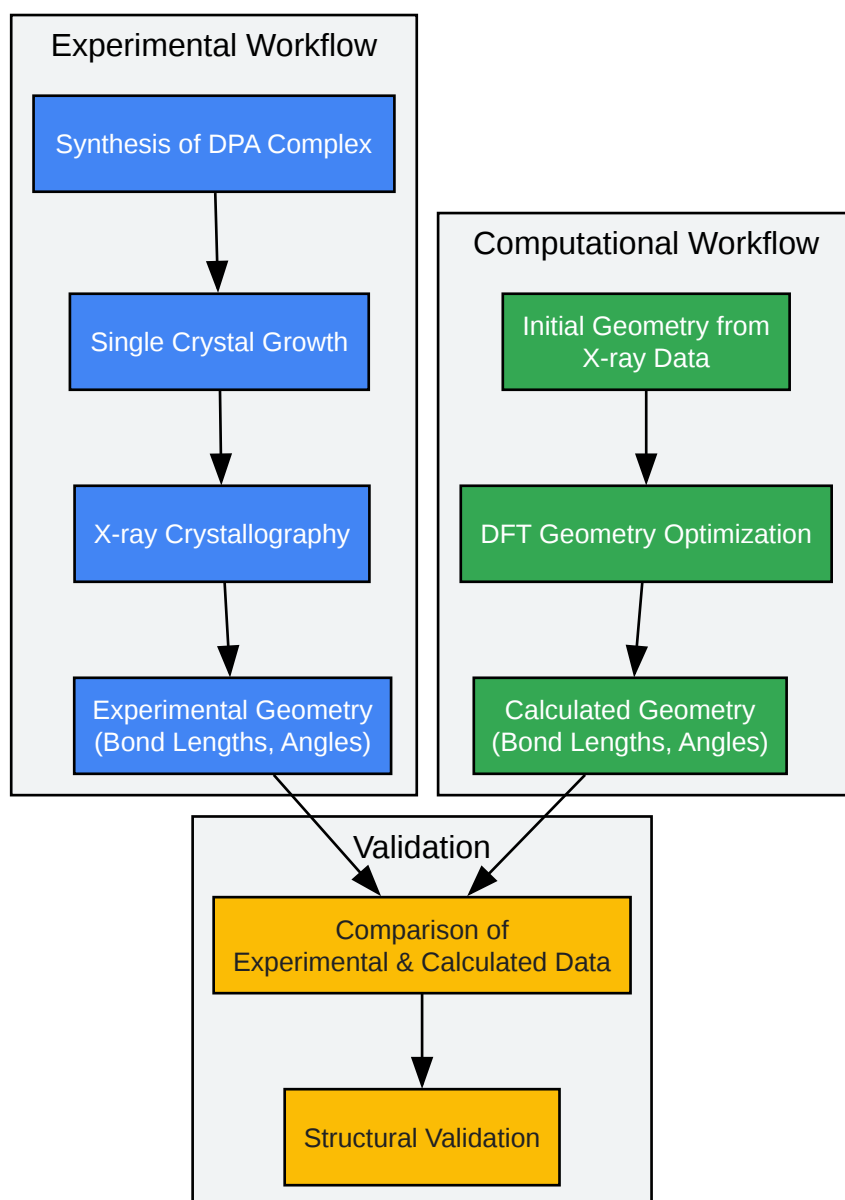 Experimental Workflow
Synthesis of DPA Complex
Single Crystal Growth
X-ray Crystallography
Experimental Geometry
(Bond Lengths, Angles)
Computational Workflow
Initial Geometry from
X-ray Data
DFT Geometry Optimization
Calculated Geometry
(Bond Lengths, Angles)
Validation
Comparison of
Experimental & Calculated Data
Structural Validation